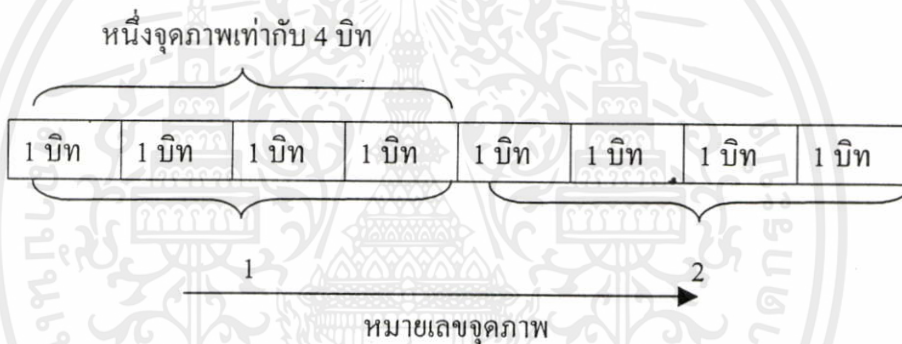 หนึ่งจุดภาพเท่ากับ 4 บิท
1 บิท 1 บิท 1 บิท 1 บิท 1 บิท 1 บิท 1 บิท 1 บิท
1 2
หมายเลขจุดภาพ